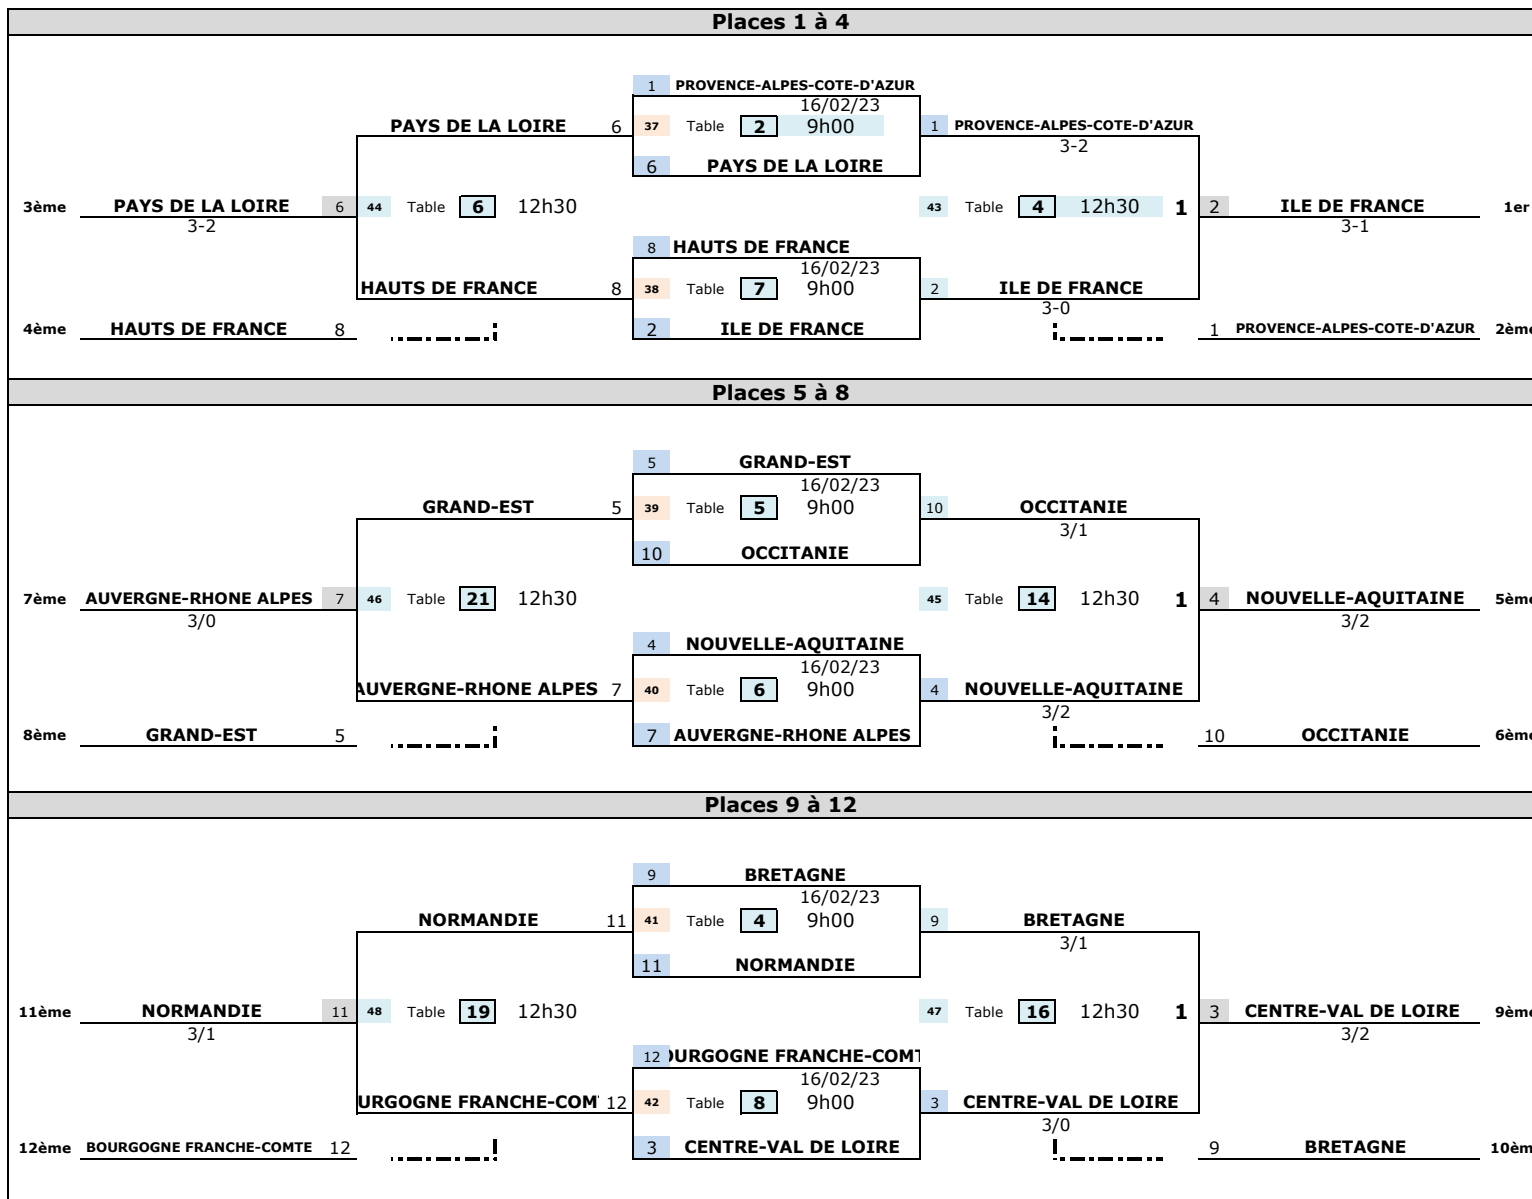 Places 1 à 4
1 PROVENCE-ALPES-COTE-D'AZUR
16/02/23
PAYS DE LA LOIRE 6 37 Table 2 9h00 1 PROVENCE-ALPES-COTE-D'AZUR
3-2
6 PAYS DE LA LOIRE
3ème PAYS DE LA LOIRE 6 44 Table 6 12h30 43 Table 4 12h30 1 2 ILE DE FRANCE 1er
3-2 3-1
8 HAUTS DE FRANCE
16/02/23
HAUTS DE FRANCE 8 38 Table 7 9h00 2 ILE DE FRANCE
3-0
4ème HAUTS DE FRANCE 8 2 ILE DE FRANCE 1 PROVENCE-ALPES-COTE-D'AZUR 2ème
Places 5 à 8
5 GRAND-EST
16/02/23
GRAND-EST 5 39 Table 5 9h00 10 OCCITANIE
3/1
10 OCCITANIE
7ème AUVERGNE-RHONE ALPES 7 46 Table 21 12h30 45 Table 14 12h30 1 4 NOUVELLE-AQUITAINE 5ème
3/0 3/2
4 NOUVELLE-AQUITAINE
16/02/23
AUVERGNE-RHONE ALPES 7 40 Table 6 9h00 4 NOUVELLE-AQUITAINE
3/2
8ème GRAND-EST 5 7 AUVERGNE-RHONE ALPES 10 OCCITANIE 6ème
Places 9 à 12
9 BRETAGNE
16/02/23
NORMANDIE 11 41 Table 4 9h00 9 BRETAGNE
3/1
11 NORMANDIE
11ème NORMANDIE 11 48 Table 19 12h30 47 Table 16 12h30 1 3 CENTRE-VAL DE LOIRE 9ème
3/1 3/2
12 OURGOGNE FRANCHE-COMT
16/02/23
URGOGNE FRANCHE-COM 12 42 Table 8 9h00 3 CENTRE-VAL DE LOIRE
3/0
12ème BOURGOGNE FRANCHE-COMTE 12 3 CENTRE-VAL DE LOIRE 9 BRETAGNE 10èm